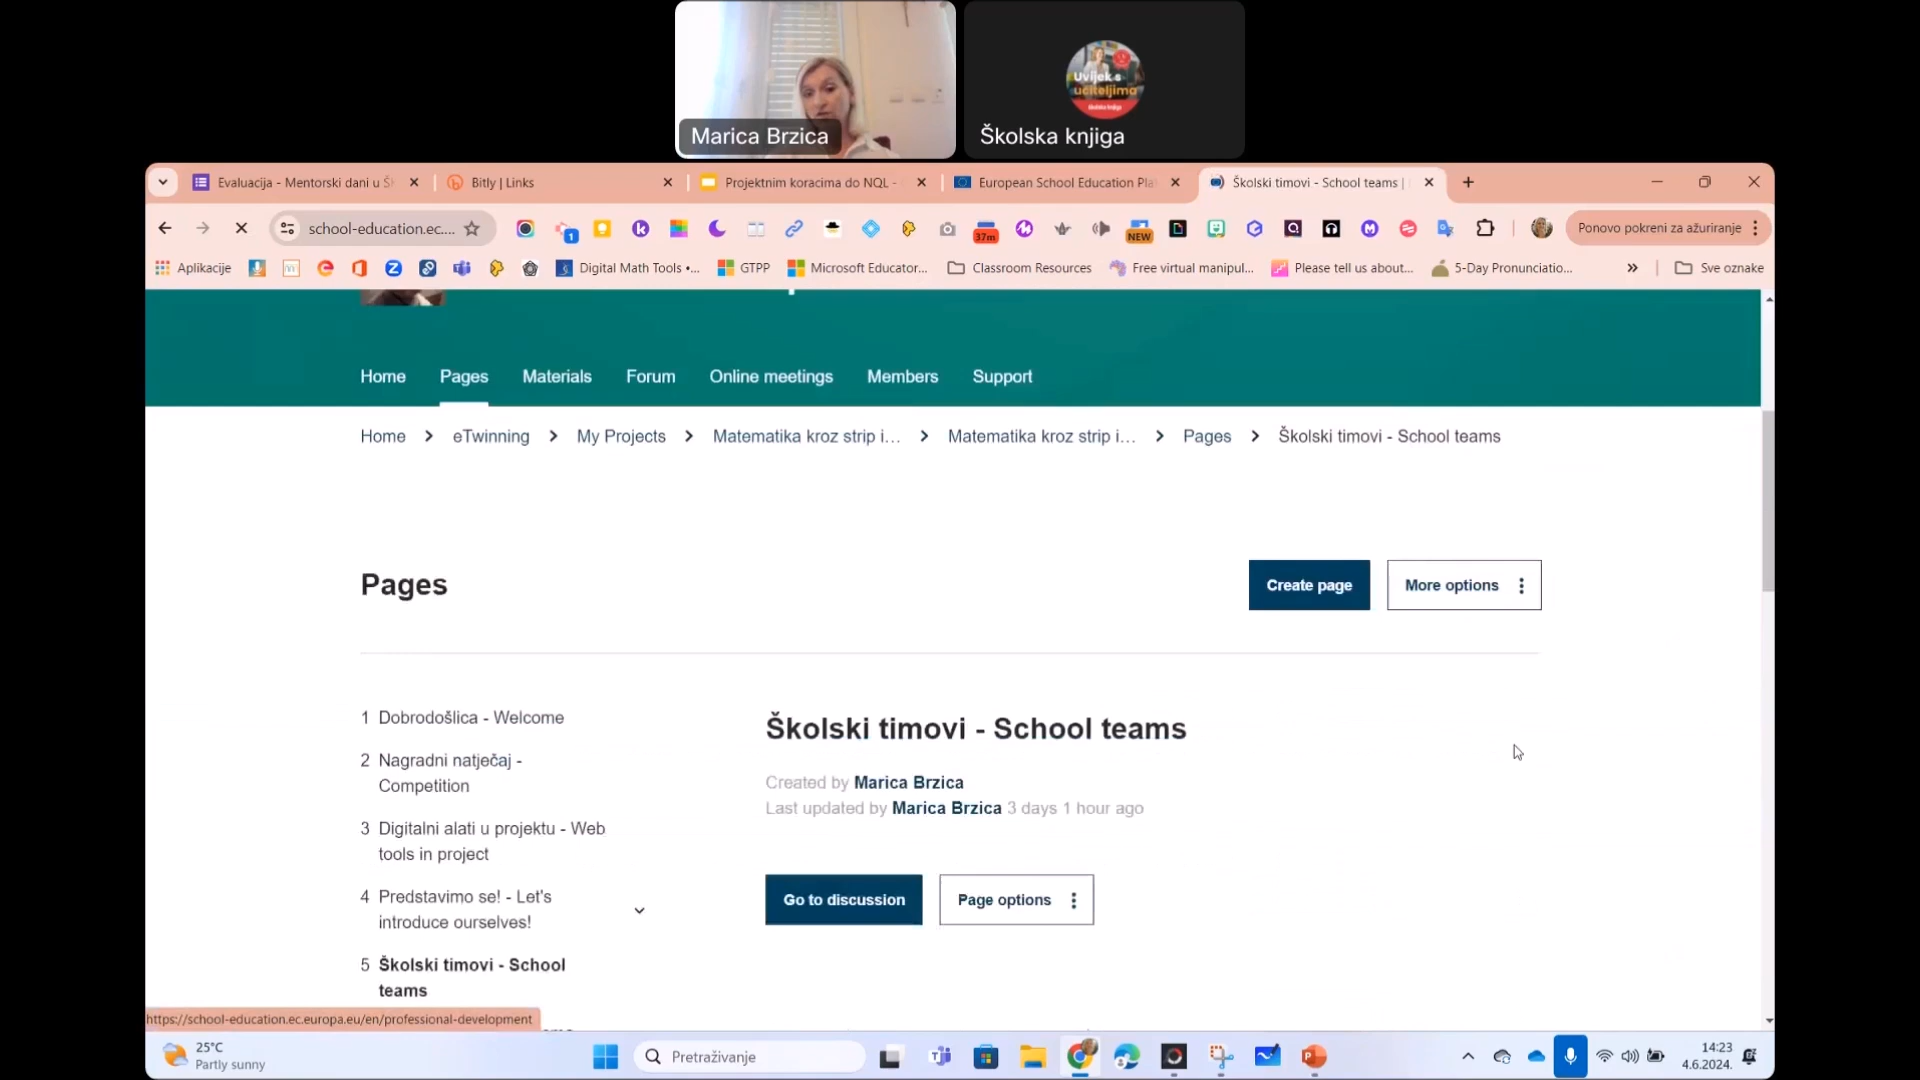 Marica Brzica
Uvijek s
učiteljima
školska knjiga
Školska knjiga
Evaluacija - Mentorski dani u Š
Bitly | Links
Projektnim koracima do NQL -
European School Education Pla
Školski timovi - School teams |
school-education.ec....
1
37m
NEW
Ponovo pokreni za ažuriranje
Aplikacije
Digital Math Tools •...
GTPP
Microsoft Educator...
Classroom Resources
Free virtual manipul...
Please tell us about...
5-Day Pronunciatio...
Sve oznake
Home
Pages
Materials
Forum
Online meetings
Members
Support
Home > eTwinning > My Projects > Matematika kroz strip i... > Matematika kroz strip i... > Pages > Školski timovi - School teams
Pages
Create page
More options
1 Dobrodošlica - Welcome
2 Nagradni natječaj -
Competition
3 Digitalni alati u projektu - Web
tools in project
4 Predstavimo se! - Let's
introduce ourselves!
5 Školski timovi - School
teams
Školski timovi - School teams
Created by Marica Brzica
Last updated by Marica Brzica 3 days 1 hour ago
Go to discussion
Page options
https://school-education.ec.europa.eu/en/professional-development
25°C
Partly sunny
Pretraživanje
14:23
4.6.2024.